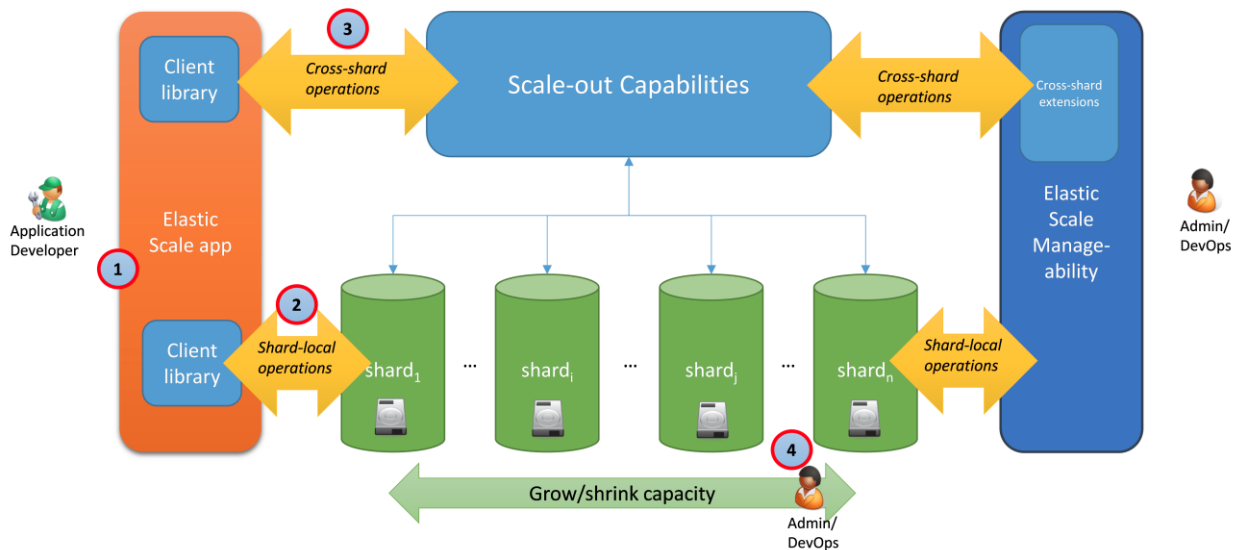 3
Client
library
Cross-shard
operations
Scale-out Capabilities
Cross-shard
operations
Cross-shard
extensions
Application
Developer
Elastic
Scale app
1
Elastic
Scale
Manage-
ability
Admin/
DevOps
2
Client
library
Shard-local
operations
shard1
...
shardi
...
shardj
...
shardn
Shard-local
operations
4
Grow/shrink capacity
Admin/
DevOps